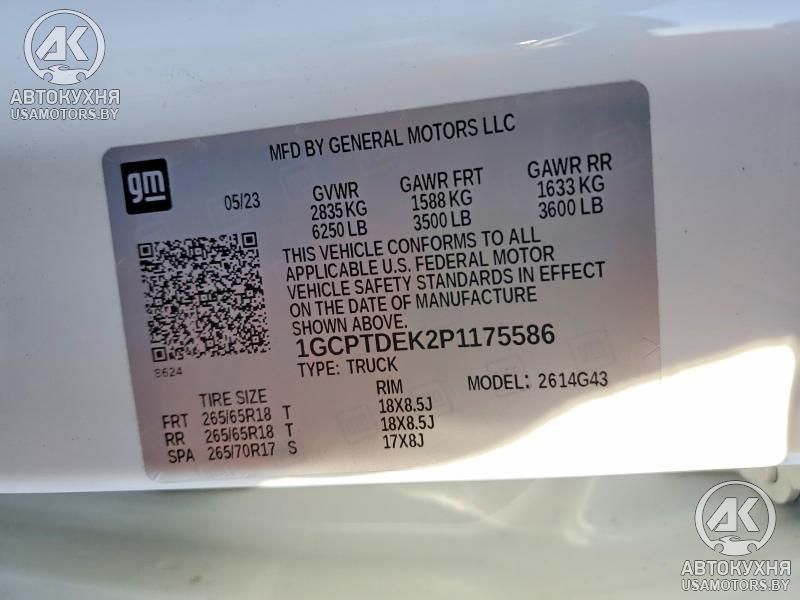 AK
АВТОКУХНЯ
USAMOTORS.BY
MFD BY GENERAL MOTORS LLC
gm
05/23 GVWR GAWR FRT GAWR RR
2835 KG 1588 KG 1633 KG
6250 LB 3500 LB 3600 LB
THIS VEHICLE CONFORMS TO ALL
APPLICABLE U.S. FEDERAL MOTOR
VEHICLE SAFETY STANDARDS IN EFFECT
ON THE DATE OF MANUFACTURE
SHOWN ABOVE.
1GCPTDEK2P1175586
8624
TYPE: TRUCK MODEL: 2614G43
TIRE SIZE RIM
FRT 265/65R18 T 18X8.5J
RR 265/65R18 T 18X8.5J
SPA 265/70R17 S 17X8J
AK
АВТОКУХНЯ
USAMOTORS.BY